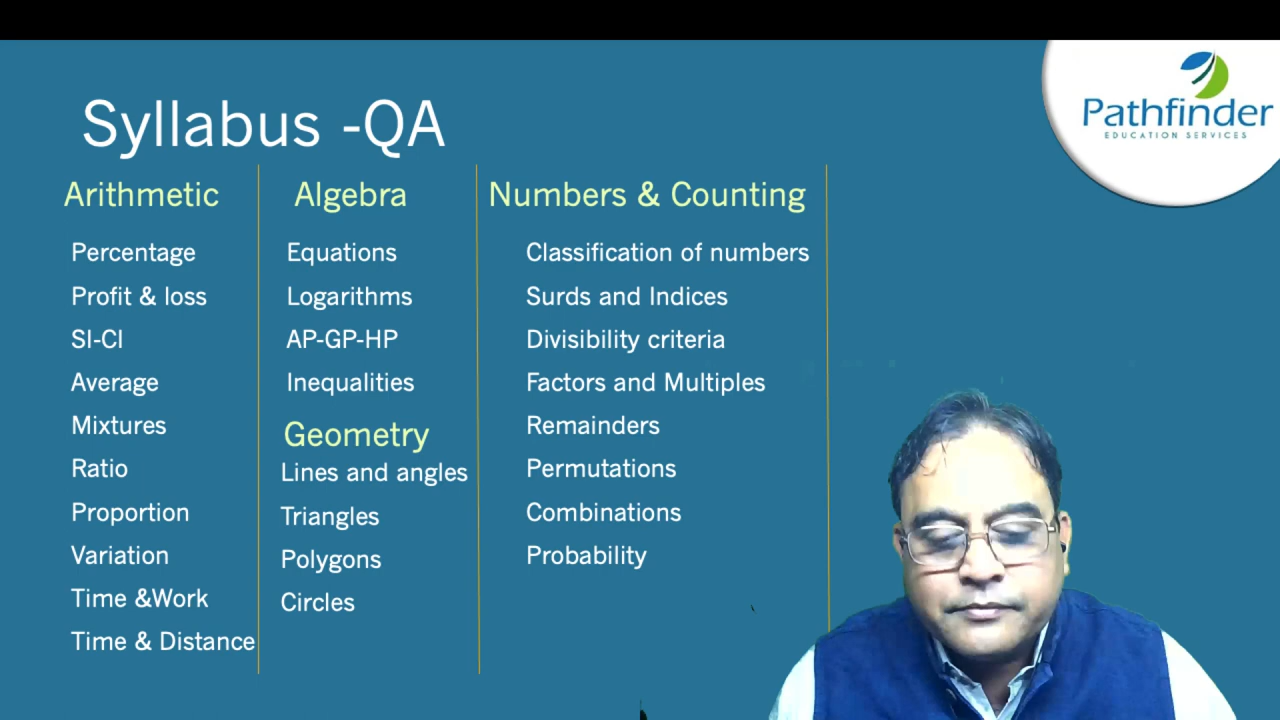 Syllabus -QA
Pathfinder
EDUCATION SERVICES
Arithmetic
Percentage
Profit & loss
SI-CI
Average
Mixtures
Ratio
Proportion
Variation
Time &Work
Time & Distance
Algebra
Equations
Logarithms
AP-GP-HP
Inequalities
Geometry
Lines and angles
Triangles
Polygons
Circles
Numbers & Counting
Classification of numbers
Surds and Indices
Divisibility criteria
Factors and Multiples
Remainders
Permutations
Combinations
Probability